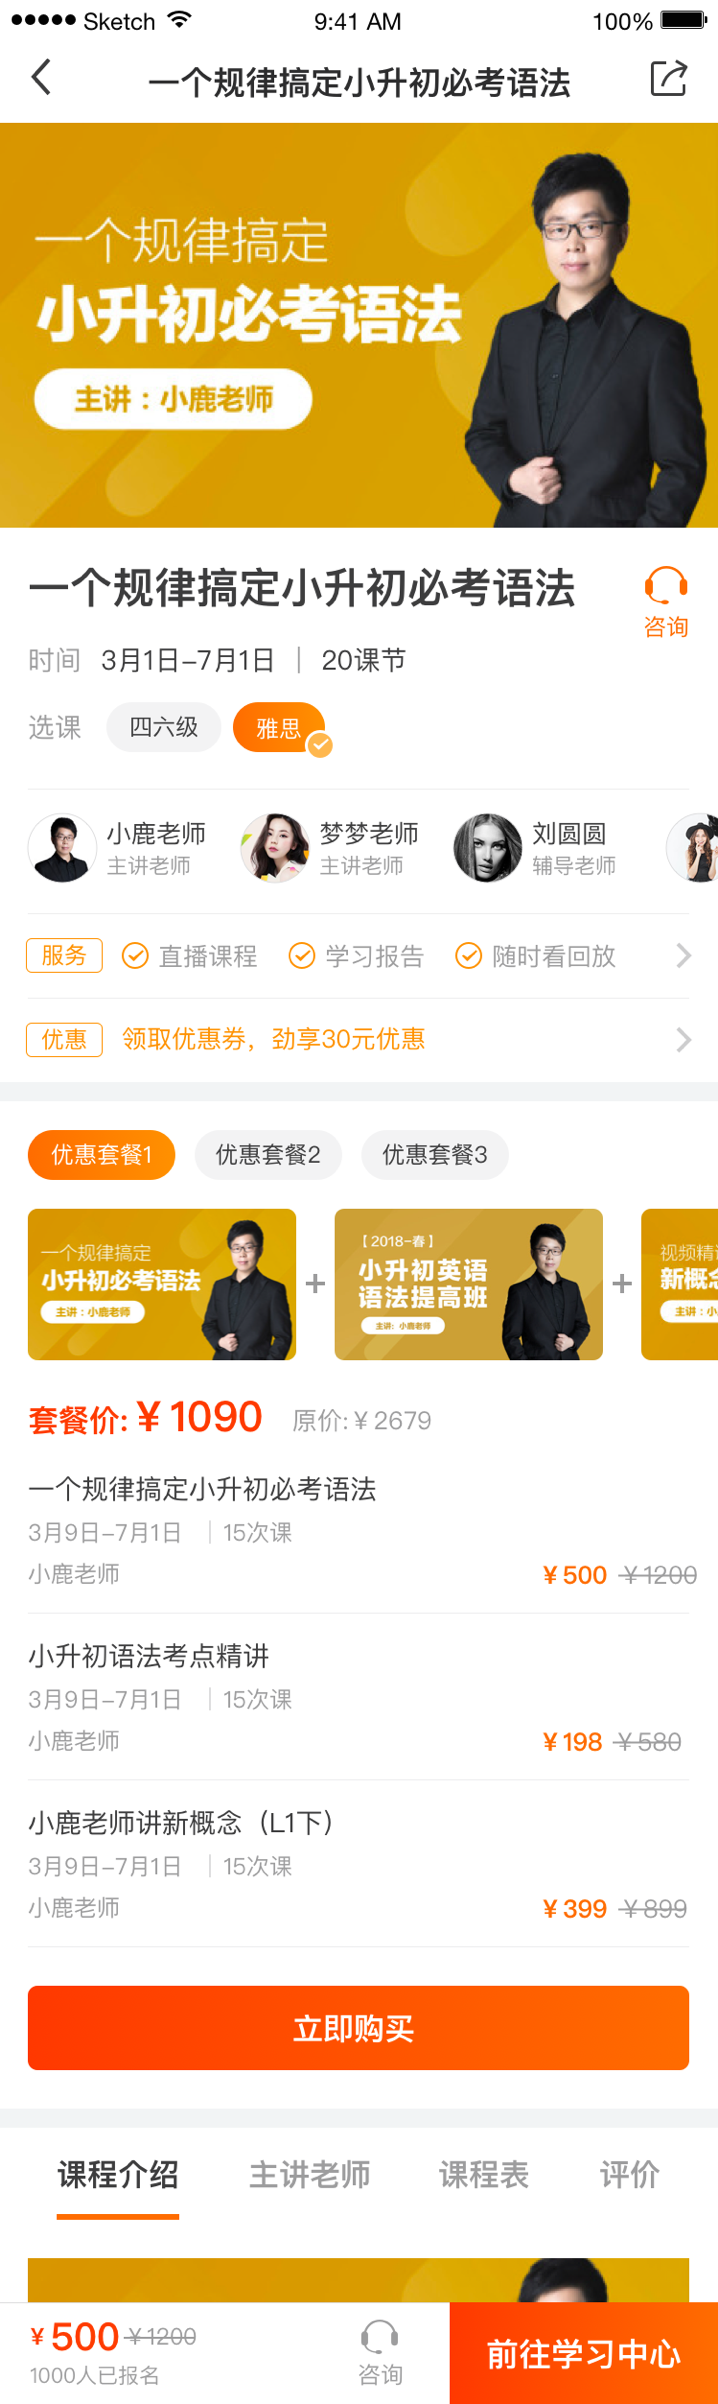 Sketch 9:41 AM 100%
一个规律搞定小升初必考语法
一个规律搞定
小升初必考语法
主讲：小鹿老师
一个规律搞定小升初必考语法
咨询
时间 3月1日-7月1日 | 20课节
选课 四六级 雅思
小鹿老师 梦梦老师 刘圆圆
主讲老师 主讲老师 辅导老师
服务 直播课程 学习报告 随时看回放
优惠 领取优惠券，劲享30元优惠
优惠套餐1 优惠套餐2 优惠套餐3
一个规律搞定
小升初必考语法
主讲：小鹿老师
+
【2018-春】
小升初英语
语法提高班
主讲：小鹿老师
+
视频精
新概念
主讲：小
套餐价: ¥ 1090 原价: ¥ 2679
一个规律搞定小升初必考语法
3月9日-7月1日 | 15次课
小鹿老师 ¥ 500 ¥ 1200
小升初语法考点精讲
3月9日-7月1日 | 15次课
小鹿老师 ¥ 198 ¥ 580
小鹿老师讲新概念（L1下）
3月9日-7月1日 | 15次课
小鹿老师 ¥ 399 ¥ 899
立即购买
课程介绍 主讲老师 课程表 评价
¥ 500 ¥ 1200
1000人已报名
咨询
前往学习中心